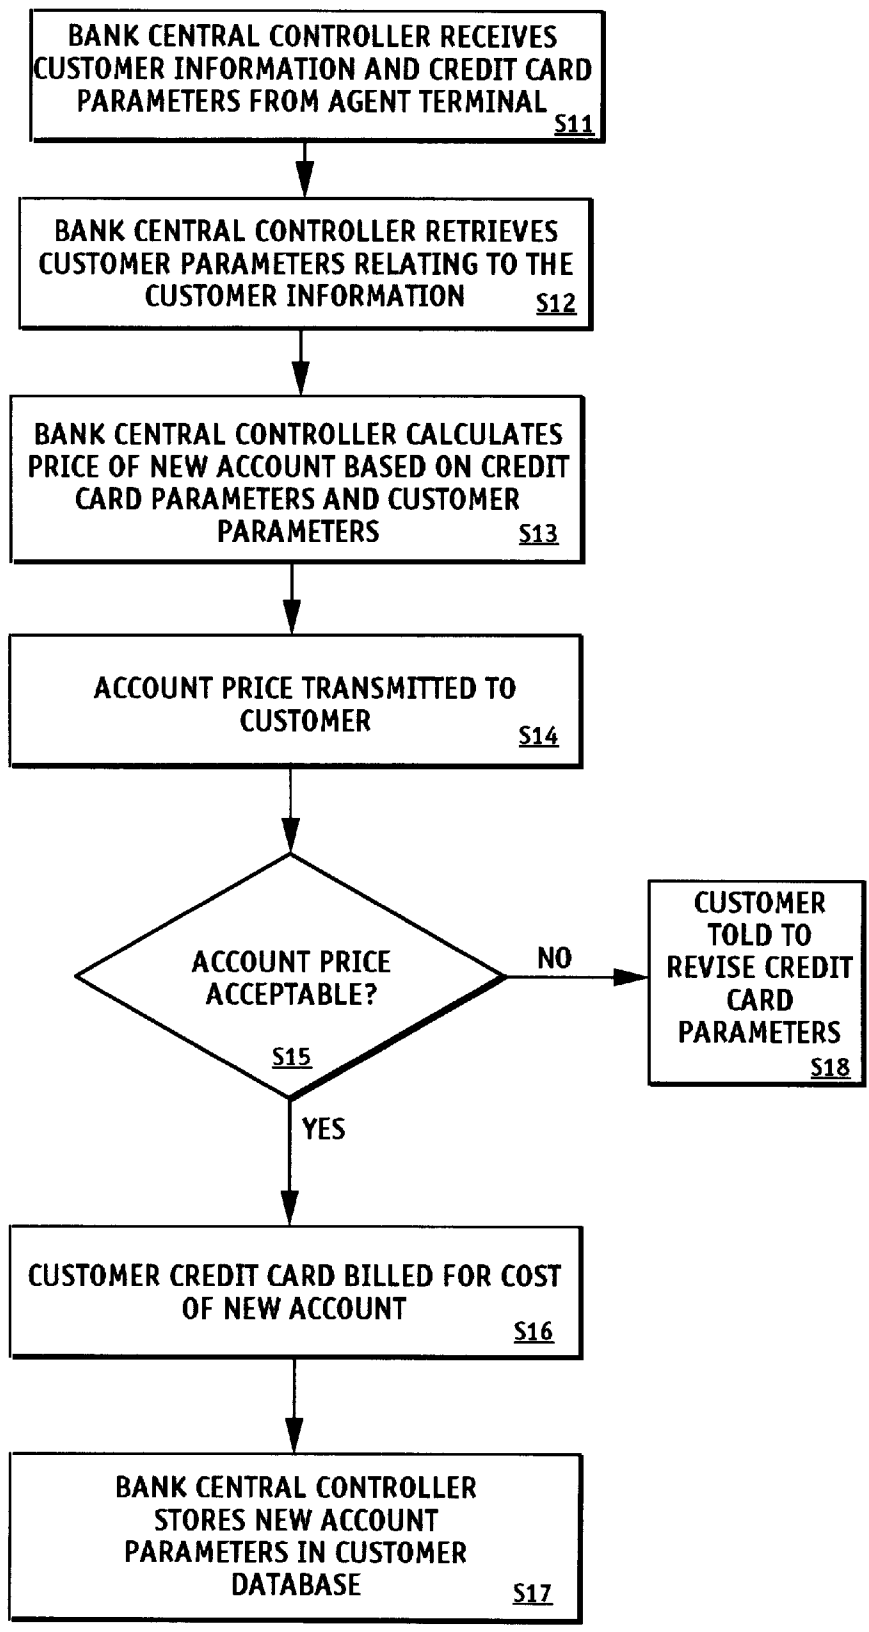 BANK CENTRAL CONTROLLER RECEIVES
CUSTOMER INFORMATION AND CREDIT CARD
PARAMETERS FROM AGENT TERMINAL
S11
BANK CENTRAL CONTROLLER RETRIEVES
CUSTOMER PARAMETERS RELATING TO THE
CUSTOMER INFORMATION
S12
BANK CENTRAL CONTROLLER CALCULATES
PRICE OF NEW ACCOUNT BASED ON CREDIT
CARD PARAMETERS AND CUSTOMER
PARAMETERS
S13
ACCOUNT PRICE TRANSMITTED TO
CUSTOMER
S14
ACCOUNT PRICE
ACCEPTABLE?
S15
NO
CUSTOMER
TOLD TO
REVISE CREDIT
CARD
PARAMETERS
S18
YES
CUSTOMER CREDIT CARD BILLED FOR COST
OF NEW ACCOUNT
S16
BANK CENTRAL CONTROLLER
STORES NEW ACCOUNT
PARAMETERS IN CUSTOMER
DATABASE
S17